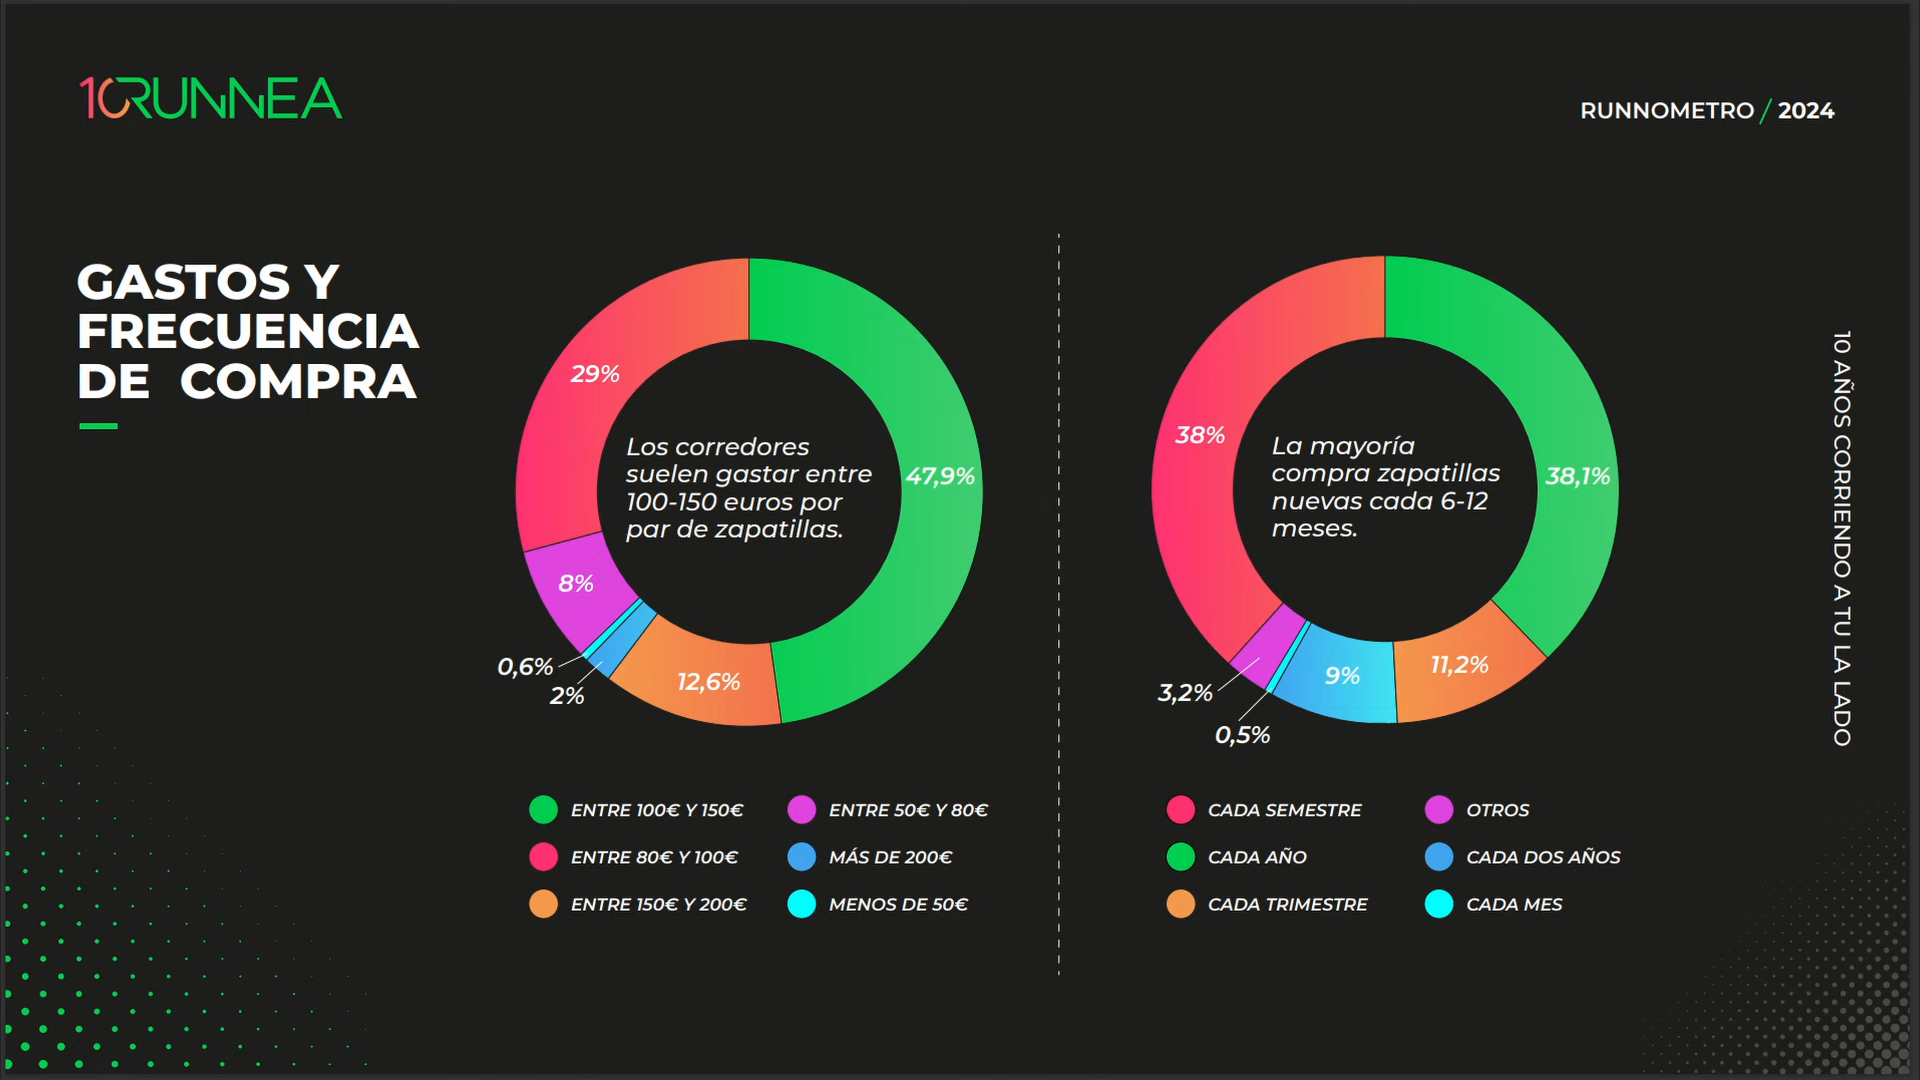 10RUNNEA
RUNNOMETRO / 2024
GASTOS Y
FRECUENCIA
DE COMPRA
29%
47,9%
8%
0,6%
2%
12,6%
Los corredores
suelen gastar entre
100-150 euros por
par de zapatillas.
ENTRE 100€ Y 150€
ENTRE 80€ Y 100€
ENTRE 150€ Y 200€
ENTRE 50€ Y 80€
MÁS DE 200€
MENOS DE 50€
38%
38,1%
3,2%
0,5%
9%
11,2%
La mayoría
compra zapatillas
nuevas cada 6-12
meses.
CADA SEMESTRE
CADA AÑO
CADA TRIMESTRE
OTROS
CADA DOS AÑOS
CADA MES
10 AÑOS CORRIENDO A TU LA LADO